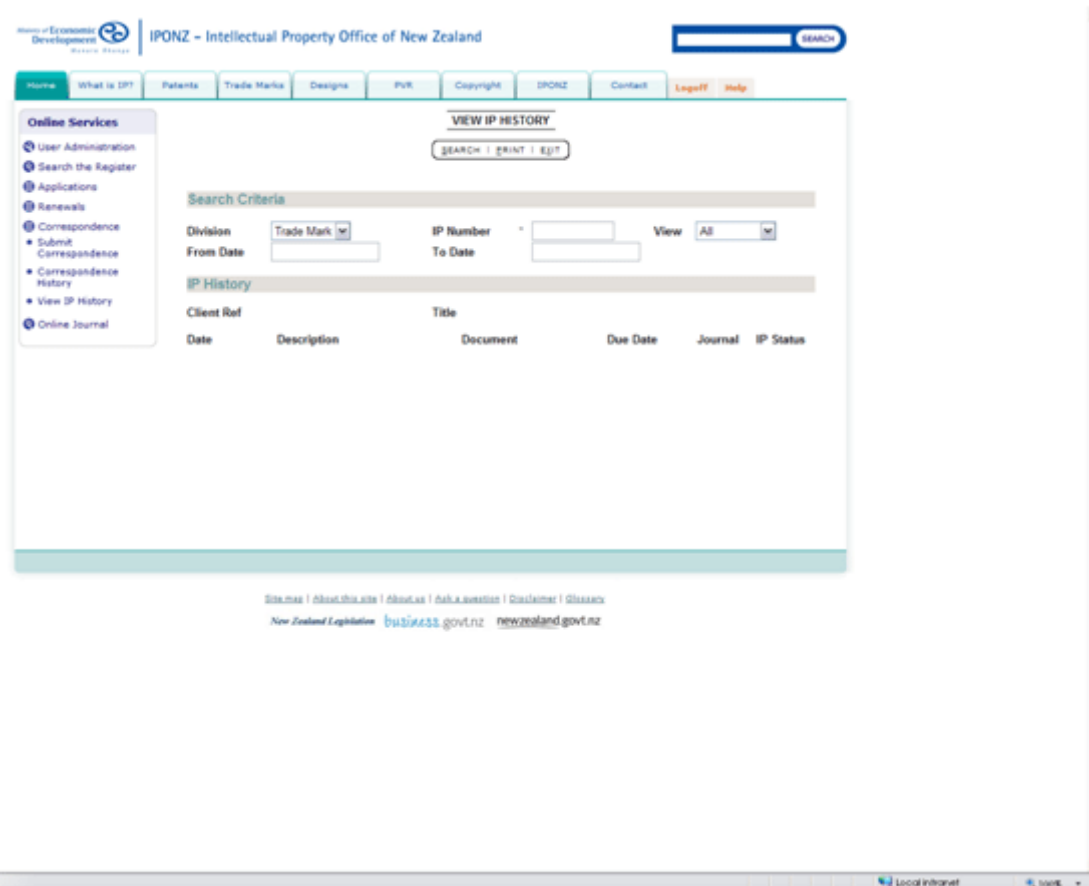 Ministry of Economic
Development
IPONZ – Intellectual Property Office of New Zealand
SEARCH
Home What is IP? Patents Trade Marks Designs PVR Copyright IPONZ Contact Logoff Help
Online Services
User Administration
Search the Register
Applications
Renewals
Correspondence
Submit
Correspondence
Correspondence
History
View IP History
Online Journal
VIEW IP HISTORY
SEARCH | PRINT | EXIT
Search Criteria
Division Trade Mark IP Number * View All
From Date To Date
IP History
Client Ref Title
Date Description Document Due Date Journal IP Status
Site map | About this site | About us | Ask a question | Disclaimer | Glossary
New Zealand Legislation business.govt.nz newzealand.govt.nz
Local intranet 100%